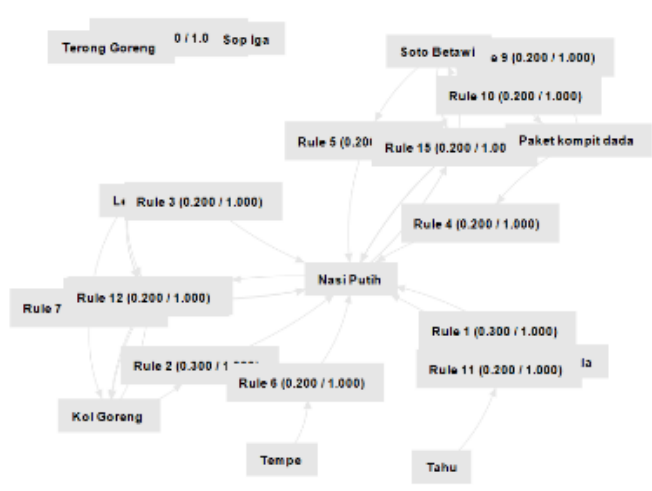 Terong Goreng
0 / 1.0
Sop Iga
Soto Betawi
e 9 (0.200 / 1.000)
Rule 10 (0.200 / 1.000)
Rule 5 (0.20
Rule 15 (0.200 / 1.00
Paket kompit dada
Rule 3 (0.200 / 1.000)
Rule 4 (0.200 / 1.000)
Nasi Putih
Rule 12 (0.200 / 1.000)
Rule 7
Rule 1 (0.300 / 1.000)
Rule 2 (0.300 / 1
Rule 11 (0.200 / 1.000)
la
Rule 6 (0.200 / 1.000)
Kol Goreng
Tempe
Tahu